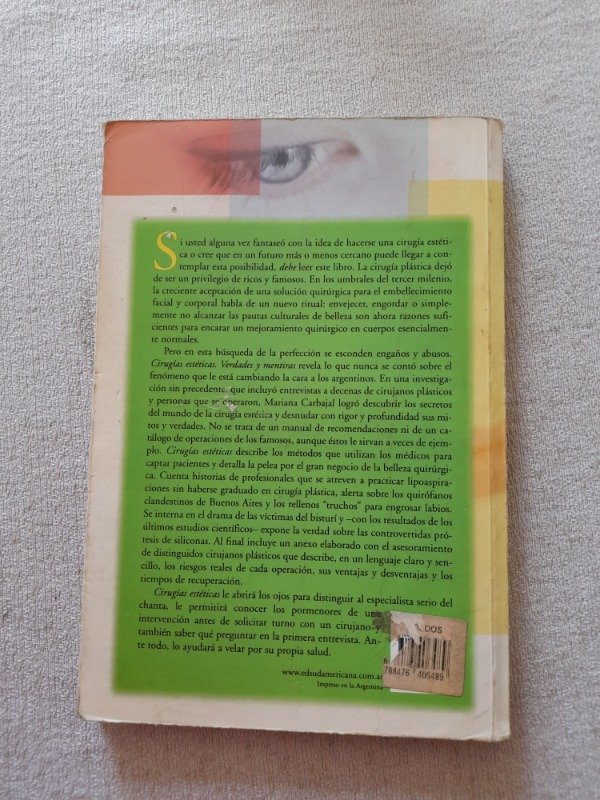 Si usted alguna vez fantaseó con la idea de hacerse una cirugía estéti-
ca o cree que en un futuro más o menos cercano puede llegar a con-
templar esta posibilidad, debe leer este libro. La cirugía plástica dejó
de ser un privilegio de ricos y famosos. En los umbrales del tercer milenio,
la creciente aceptación de una solución quirúrgica para el embellecimiento
facial y corporal habla de un nuevo ritual: envejecer, engordar o simple-
mente no alcanzar las pautas culturales de belleza son ahora razones sufi-
cientes para encarar un mejoramiento quirúrgico en cuerpos esencialmen-
te normales.
Pero en esta búsqueda de la perfección se esconden engaños y abusos.
Cirugías estéticas. Verdades y mentiras revela lo que nunca se contó sobre el
fenómeno que le está cambiando la cara a los argentinos. En una investiga-
ción sin precedente, que incluyó entrevistas a decenas de cirujanos plásticos
y personas que se operaron, Mariana Carbajal logró descubrir los secretos
del mundo de la cirugía estética y desnudar con rigor y profundidad sus mi-
tos y verdades. No se trata de un manual de recomendaciones ni de un ca-
tálogo de operaciones de los famosos, aunque éstos le sirvan a veces de ejem-
plo. Cirugías estéticas describe los métodos que utilizan los médicos para
captar pacientes y detalla la pelea por el gran negocio de la belleza quirúrgi-
ca. Cuenta historias de profesionales que se atreven a practicar lipoaspira-
ciones sin haberse graduado en cirugía plástica, alerta sobre los quirófanos
clandestinos de Buenos Aires y los rellenos "truchos" para engrosar labios.
Se interna en el drama de las víctimas del bisturí y –con los resultados de los
últimos estudios científicos– expone la verdad sobre las controvertidas pró-
tesis de siliconas. Al final incluye un anexo elaborado con el asesoramiento
de distinguidos cirujanos plásticos que describe, en un lenguaje claro y sen-
cillo, los riesgos reales de cada operación, sus ventajas y desventajas y los
tiempos de recuperación.
Cirugías estéticas le abrirá los ojos para distinguir al especialista serio del
chanta, le permitirá conocer los pormenores de una
intervención antes de solicitar turno con un cirujano y
también saber qué preguntar en la primera entrevista. An-
te todo, lo ayudará a velar por su propia salud.
www.edsudamericana.com.ar
Impreso en la Argentina
DOS
788476 406489